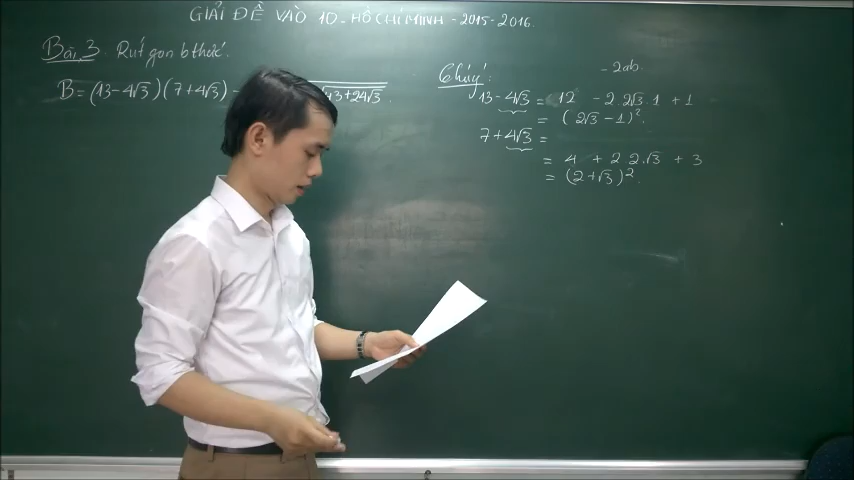 GIẢI ĐỀ VÀO 10 - HỒ CHÍ MINH - 2015-2016.
Bài 3 Rút gọn b thức.
B = (13-4√3)(7+4√3) - √43+24√3
Chú ý:
-2ab
13-4√3 = 12 - 2.2√3.1 + 1
= (2√3-1)².
7+4√3 =
= 4 + 2 2.√3 + 3
= (2+√3)².